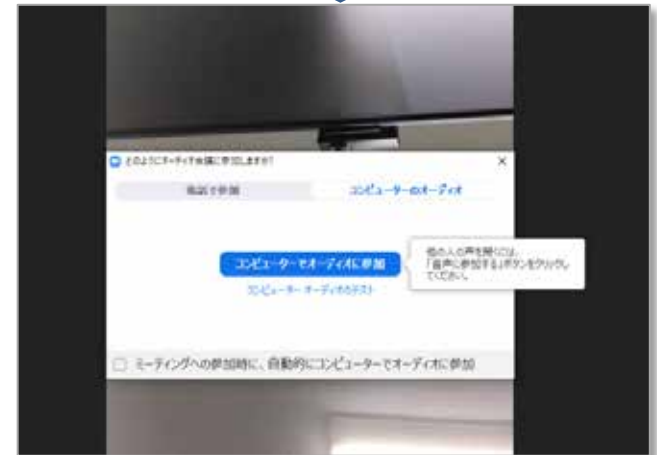 どのようにオーディオ会議に参加しますか?
電話で参加
コンピューターのオーディオ
コンピューターでオーディオに参加
他の人の声を聞くには、
「音声に参加する」ボタンをクリックし
てください。
コンピューター オーディオのテスト
ミーティングへの参加時に、自動的にコンピューターでオーディオに参加